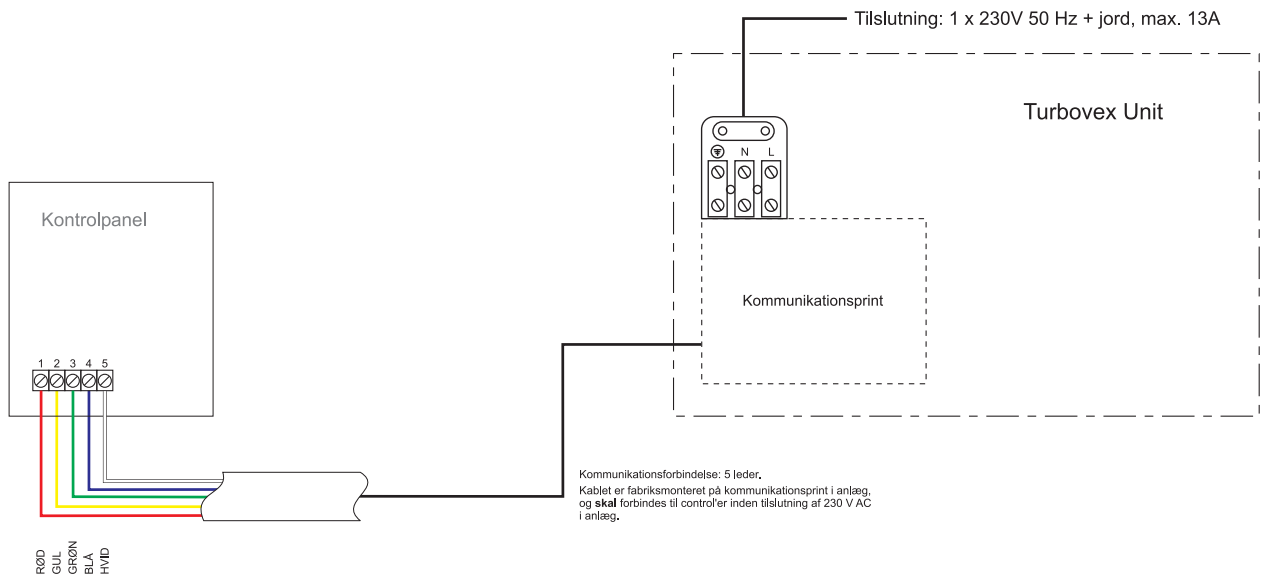 Tilslutning: 1 x 230V 50 Hz + jord, max. 13A
Turbovex Unit
N L
Kontrolpanel
Kommunikationsprint
1 2 3 4 5
Kommunikationsforbindelse: 5 leder.
Kablet er fabriksmonteret på kommunikationsprint i anlæg,
og skal forbindes til control'er inden tilslutning af 230 V AC
i anlæg.
RØD
GUL
GRØN
BLÅ
HVID